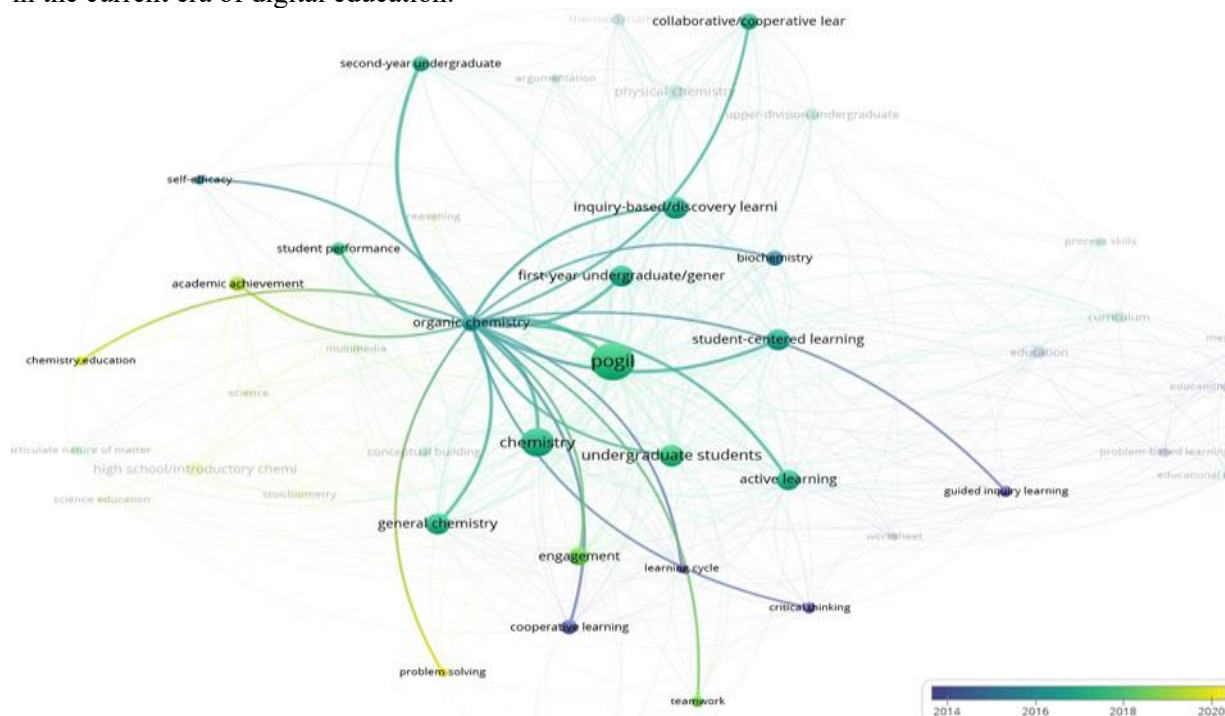 in the current era of digital education.
collaborative/cooperative lear
second-year undergraduate
argumentation
physical chemistry
upper-division undergraduate
self-efficacy
inquiry-based/discovery learni
reasoning
process skills
student performance
biochemistry
first-year undergraduate/gener
academic achievement
curriculum
organic chemistry
student-centered learning
multimedia
education
chemistry education
pogil
science
chemistry
articulate nature of matter
conceptual building
undergraduate students
problem-based learning
high school/introductory chemi
educational
active learning
guided inquiry learning
science education
stoichiometry
general chemistry
worksheet
engagement
learning cycle
critical thinking
cooperative learning
problem solving
teamwork
2014 2016 2018 2020